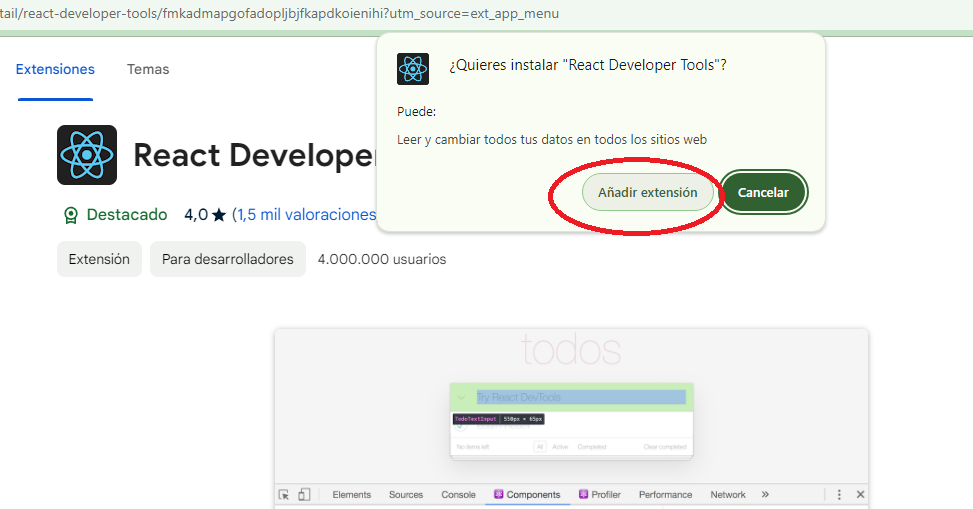 tail/react-developer-tools/fmkadmapgofadopljbjfkapdkoienihi?utm_source=ext_app_menu
Extensiones Temas
¿Quieres instalar "React Developer Tools"?
Puede:
Leer y cambiar todos tus datos en todos los sitios web
Añadir extensión Cancelar
React Developer
Destacado 4,0 ★ (1,5 mil valoraciones
Extensión Para desarrolladores 4.000.000 usuarios
todos
Try React DevTools
TodoTextInput | 550px × 65px
No items left All Active Completed Clear completed
Elements Sources Console Components Profiler Performance Network »